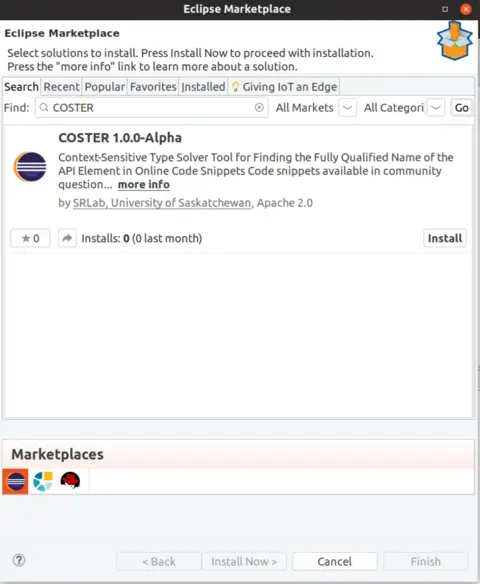 Eclipse Marketplace
Eclipse Marketplace
Select solutions to install. Press Install Now to proceed with installation.
Press the "more info" link to learn more about a solution.
Search Recent Popular Favorites Installed Giving IoT an Edge
Find: COSTER All Markets All Categori Go
COSTER 1.0.0-Alpha
Context-Sensitive Type Solver Tool for Finding the Fully Qualified Name of the
API Element in Online Code Snippets Code snippets available in community
question... more info
by SRLab, University of Saskatchewan, Apache 2.0
★ 0 Installs: 0 (0 last month) Install
Marketplaces
? < Back Install Now > Cancel Finish